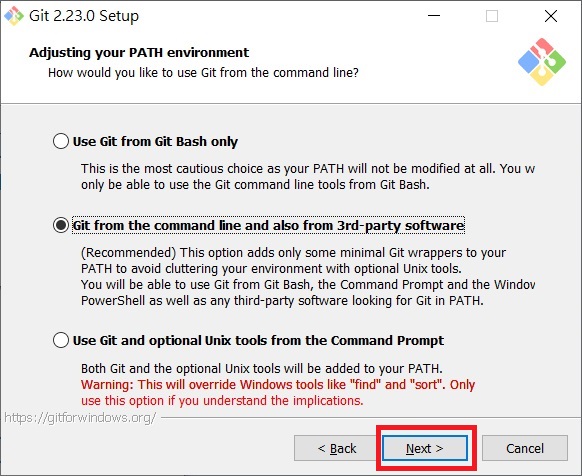 Git 2.23.0 Setup
Adjusting your PATH environment
How would you like to use Git from the command line?
Use Git from Git Bash only
This is the most cautious choice as your PATH will not be modified at all. You w
only be able to use the Git command line tools from Git Bash.
Git from the command line and also from 3rd-party software
(Recommended) This option adds only some minimal Git wrappers to your
PATH to avoid cluttering your environment with optional Unix tools.
You will be able to use Git from Git Bash, the Command Prompt and the Window
PowerShell as well as any third-party software looking for Git in PATH.
Use Git and optional Unix tools from the Command Prompt
Both Git and the optional Unix tools will be added to your PATH.
Warning: This will override Windows tools like "find" and "sort". Only
use this option if you understand the implications.
https://gitforwindows.org/
< Back Next > Cancel